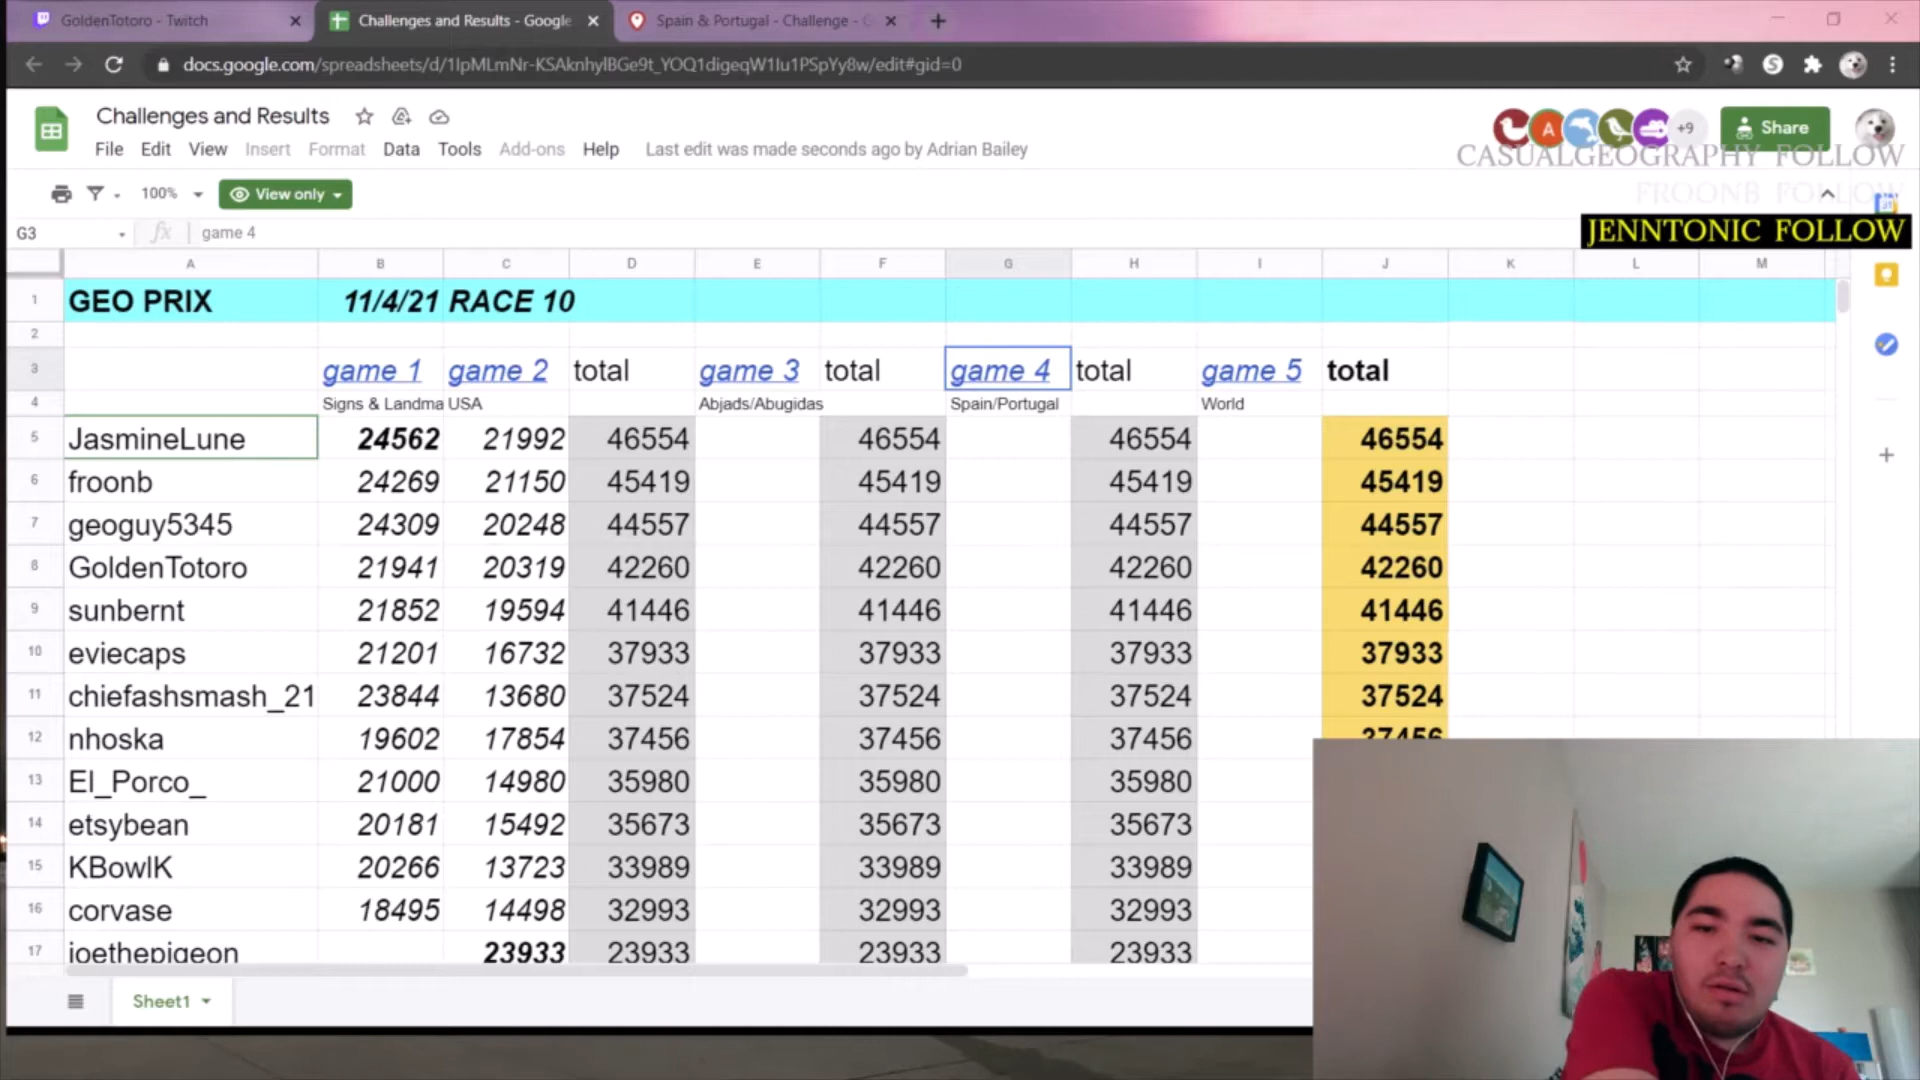 GoldenTotoro - Twitch
Challenges and Results - Google
Spain & Portugal - Challenge -
docs.google.com/spreadsheets/d/1IpMLmNr-KSAknhylBGe9t_YOQ1digeqW1Iu1PSpYy8w/edit#gid=0
Challenges and Results
A
+9
Share
File Edit View Insert Format Data Tools Add-ons Help Last edit was made seconds ago by Adrian Bailey
CASUALGEOGRAPHY FOLLOW
FROONB FOLLOW
100% View only
JENNTONIC FOLLOW
G3 fx game 4
A B C D E F G H I J K L M
1 GEO PRIX 11/4/21 RACE 10
2
3 game 1 game 2 total game 3 total game 4 total game 5 total
4 Signs & Landma USA Abjads/Abugidas Spain/Portugal World
5 JasmineLune 24562 21992 46554 46554 46554 46554
6 froonb 24269 21150 45419 45419 45419 45419
7 geoguy5345 24309 20248 44557 44557 44557 44557
8 GoldenTotoro 21941 20319 42260 42260 42260 42260
9 sunbernt 21852 19594 41446 41446 41446 41446
10 eviecaps 21201 16732 37933 37933 37933 37933
11 chiefashsmash_21 23844 13680 37524 37524 37524 37524
12 nhoska 19602 17854 37456 37456 37456 37456
13 El_Porco_ 21000 14980 35980 35980 35980
14 etsybean 20181 15492 35673 35673 35673
15 KBowlK 20266 13723 33989 33989 33989
16 corvase 18495 14498 32993 32993 32993
17 joethepigeon 23933 23933 23933 23933
Sheet1